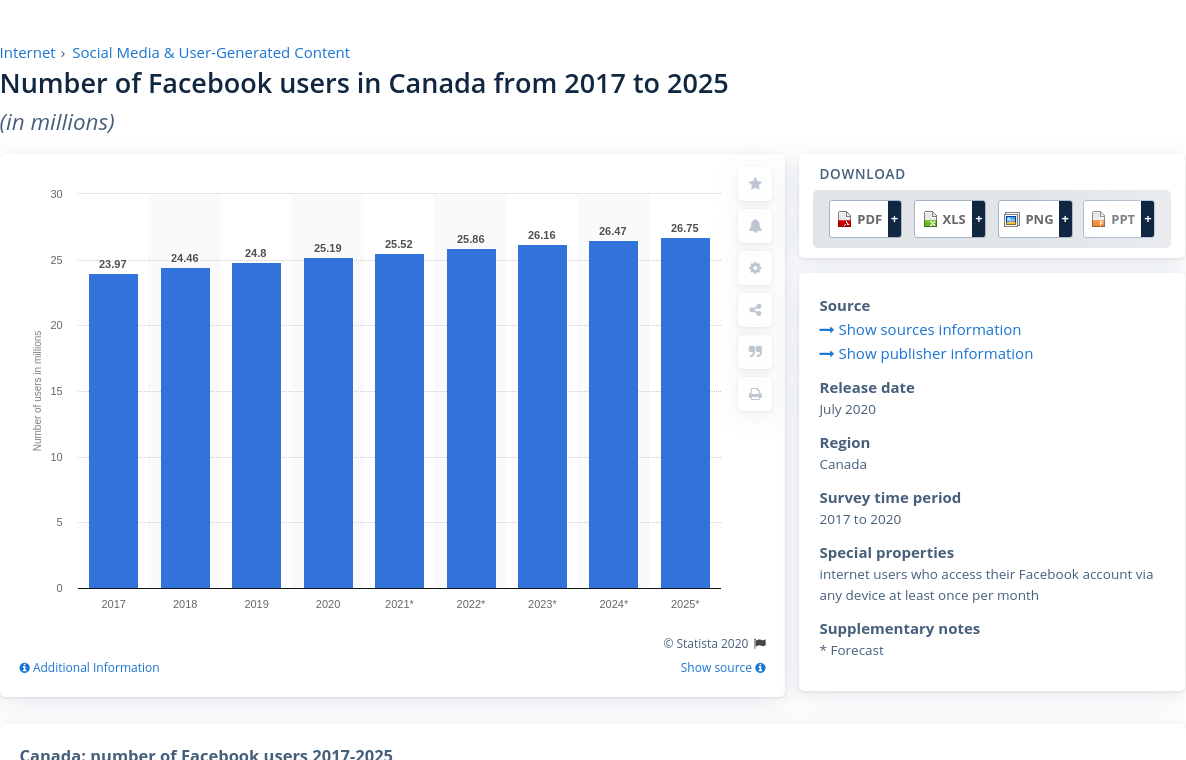 Internet › Social Media & User-Generated Content
Number of Facebook users in Canada from 2017 to 2025
(in millions)
30
25
20
15
10
5
0
Number of users in millions
23.97
24.46
24.8
25.19
25.52
25.86
26.16
26.47
26.75
2017
2018
2019
2020
2021*
2022*
2023*
2024*
2025*
© Statista 2020
Additional Information
Show source
DOWNLOAD
PDF + XLS + PNG + PPT +
Source
Show sources information
Show publisher information
Release date
July 2020
Region
Canada
Survey time period
2017 to 2020
Special properties
internet users who access their Facebook account via
any device at least once per month
Supplementary notes
* Forecast
Canada: number of Facebook users 2017-2025